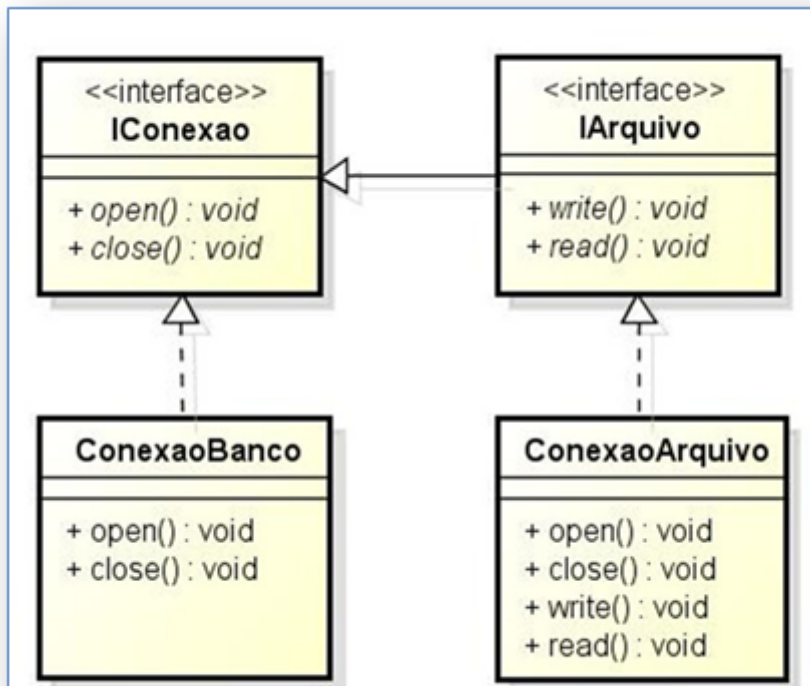 <<interface>>
IConexao
+ open() : void
+ close() : void
<<interface>>
IArquivo
+ write() : void
+ read() : void
ConexaoBanco
+ open() : void
+ close() : void
ConexaoArquivo
+ open() : void
+ close() : void
+ write() : void
+ read() : void